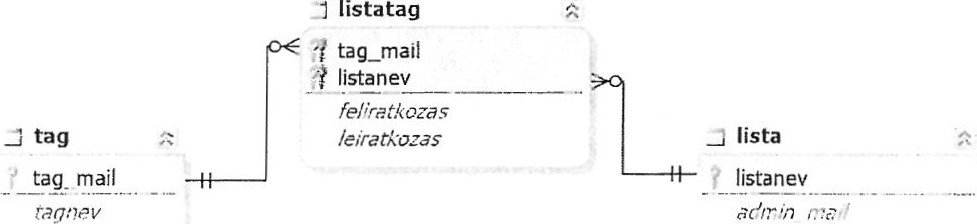 listatag
tag_mail
listanev
feliratkozas
leiratkozas
tag
tag_mail
tagnev
lista
listanev
admin_mail